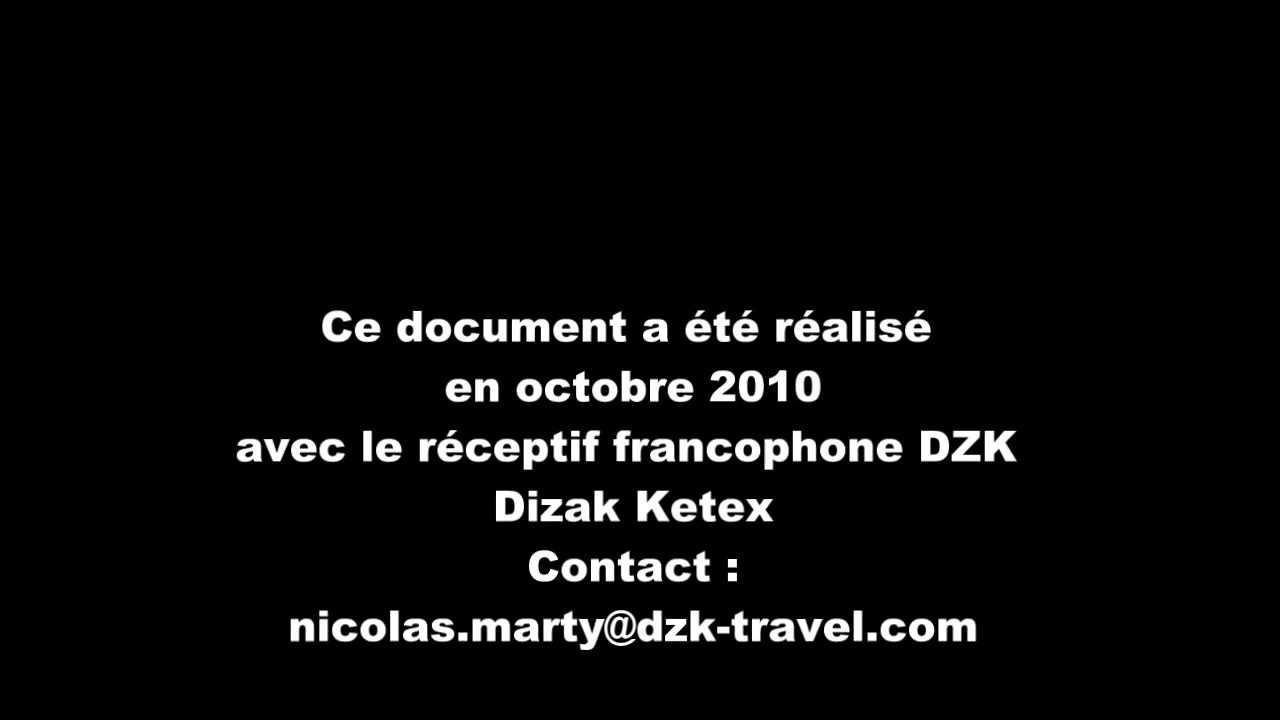 Ce document a été réalisé
en octobre 2010
avec le réceptif francophone DZK
Dizak Ketex
Contact :
nicolas.marty@dzk-travel.com